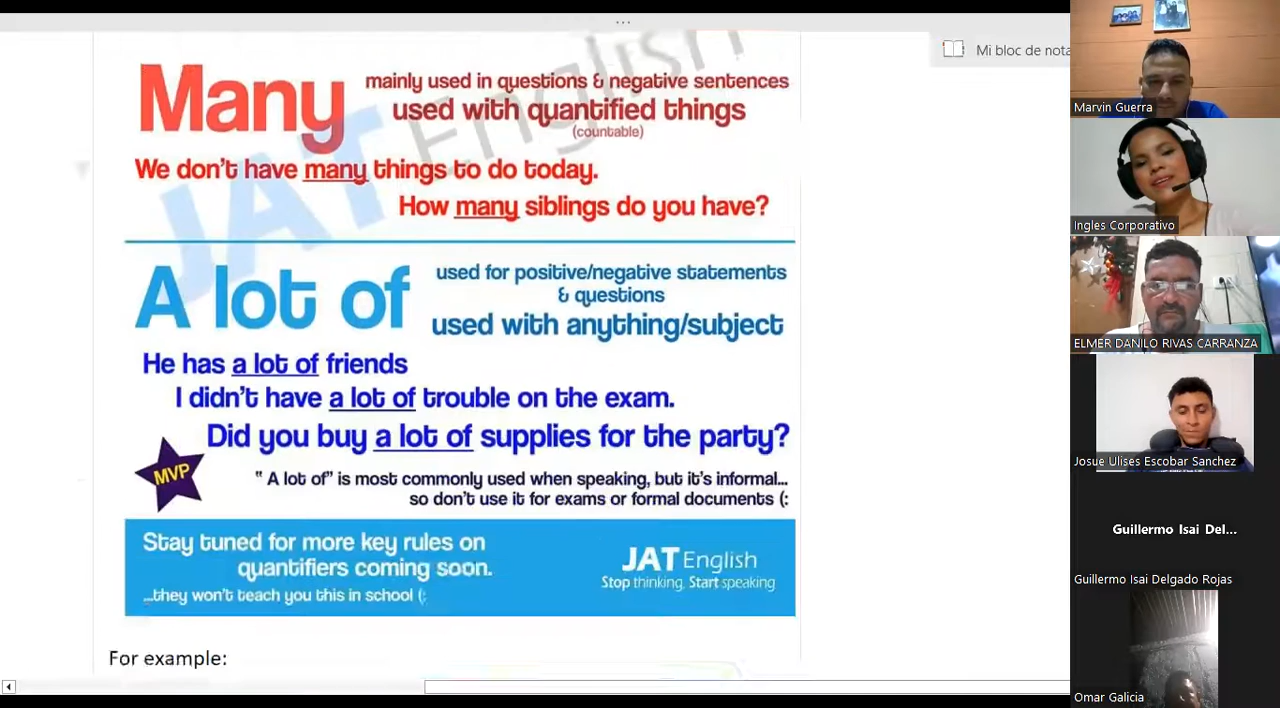 ...
Mi bloc de nota
JAT English
Many
mainly used in questions & negative sentences
used with quantified things
(countable)
We don't have many things to do today.
How many siblings do you have?
A lot of
used for positive/negative statements
& questions
used with anything/subject
He has a lot of friends
I didn't have a lot of trouble on the exam.
Did you buy a lot of supplies for the party?
MVP
" A lot of" is most commonly used when speaking, but it's informal...
so don't use it for exams or formal documents (:
Stay tuned for more key rules on
quantifiers coming soon.
...they won't teach you this in school (:
JAT English
Stop thinking, Start speaking
For example:
Marvin Guerra
Ingles Corporativo
ELMER DANILO RIVAS CARRANZA
Josue Ulises Escobar Sanchez
Guillermo Isai Del...
Guillermo Isai Delgado Rojas
Omar Galicia